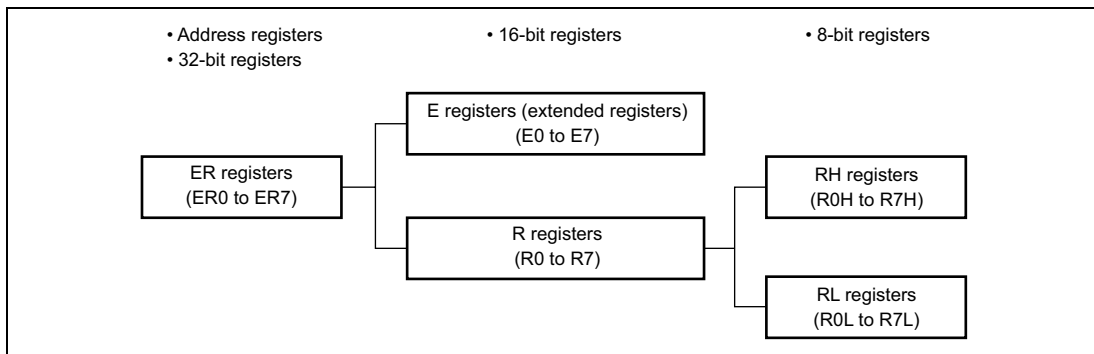 • Address registers
• 32-bit registers
• 16-bit registers
• 8-bit registers
E registers (extended registers)
(E0 to E7)
ER registers
(ER0 to ER7)
R registers
(R0 to R7)
RH registers
(R0H to R7H)
RL registers
(R0L to R7L)